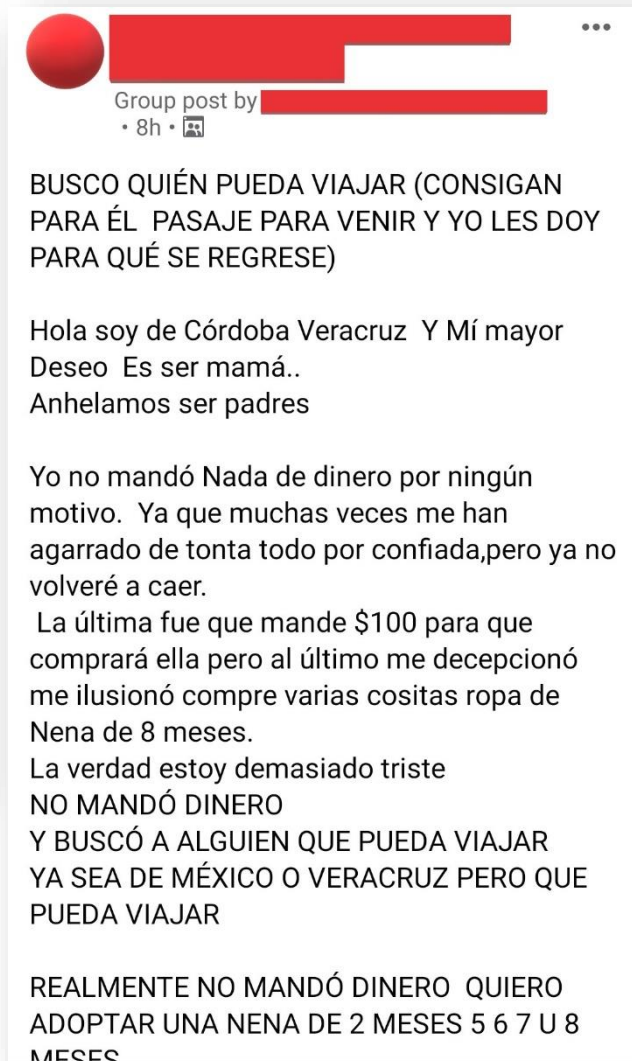 Group post by
• 8h •
BUSCO QUIÉN PUEDA VIAJAR (CONSIGAN
PARA ÉL  PASAJE PARA VENIR Y YO LES DOY
PARA QUÉ SE REGRESE)
Hola soy de Córdoba Veracruz  Y Mí mayor
Deseo  Es ser mamá..
Anhelamos ser padres
Yo no mandó Nada de dinero por ningún
motivo.  Ya que muchas veces me han
agarrado de tonta todo por confiada,pero ya no
volveré a caer.
La última fue que mande $100 para que
comprará ella pero al último me decepcionó
me ilusionó compre varias cositas ropa de
Nena de 8 meses.
La verdad estoy demasiado triste
NO MANDÓ DINERO
Y BUSCÓ A ALGUIEN QUE PUEDA VIAJAR
YA SEA DE MÉXICO O VERACRUZ PERO QUE
PUEDA VIAJAR
REALMENTE NO MANDÓ DINERO  QUIERO
ADOPTAR UNA NENA DE 2 MESES 5 6 7 U 8
MESES